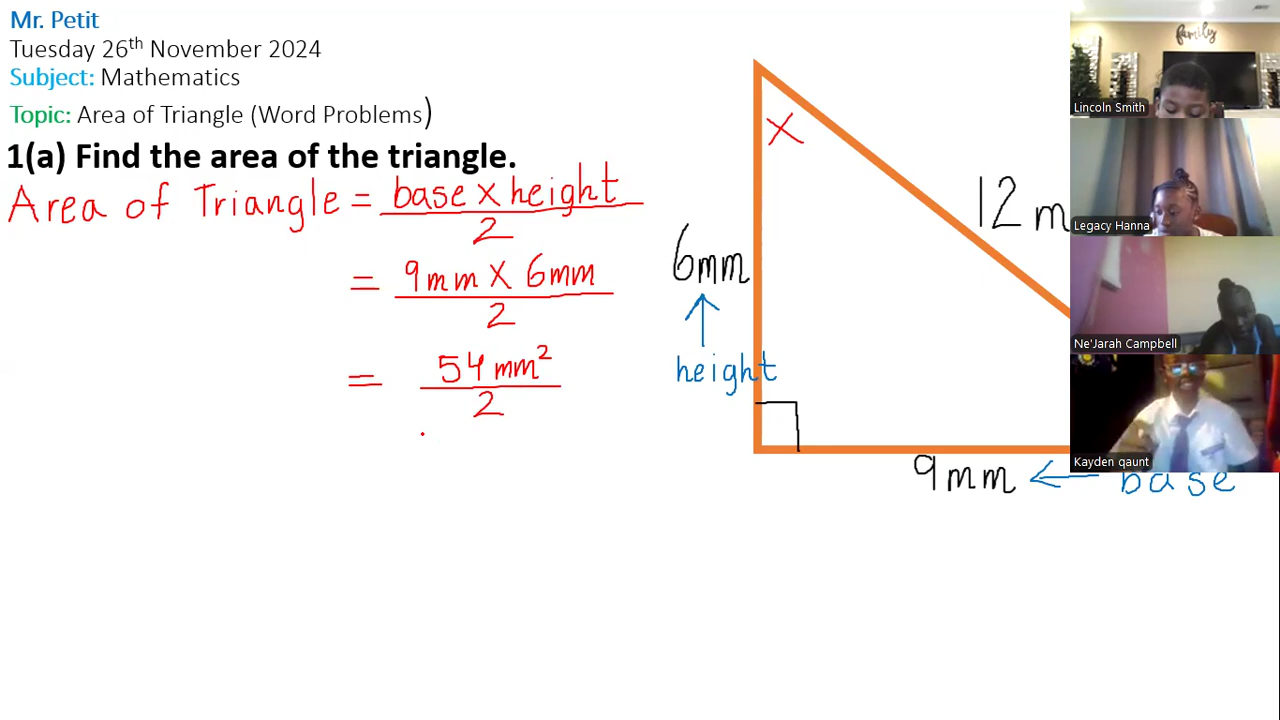 Mr. Petit
Tuesday 26th November 2024
Subject: Mathematics
Topic: Area of Triangle (Word Problems)
1(a) Find the area of the triangle.
Area of Triangle = base x height
2
= 9mm x 6mm
2
= 54mm²
2
x
12m
6mm
height
9mm ← base
family
Lincoln Smith
Legacy Hanna
Ne'Jarah Campbell
Kayden qaunt